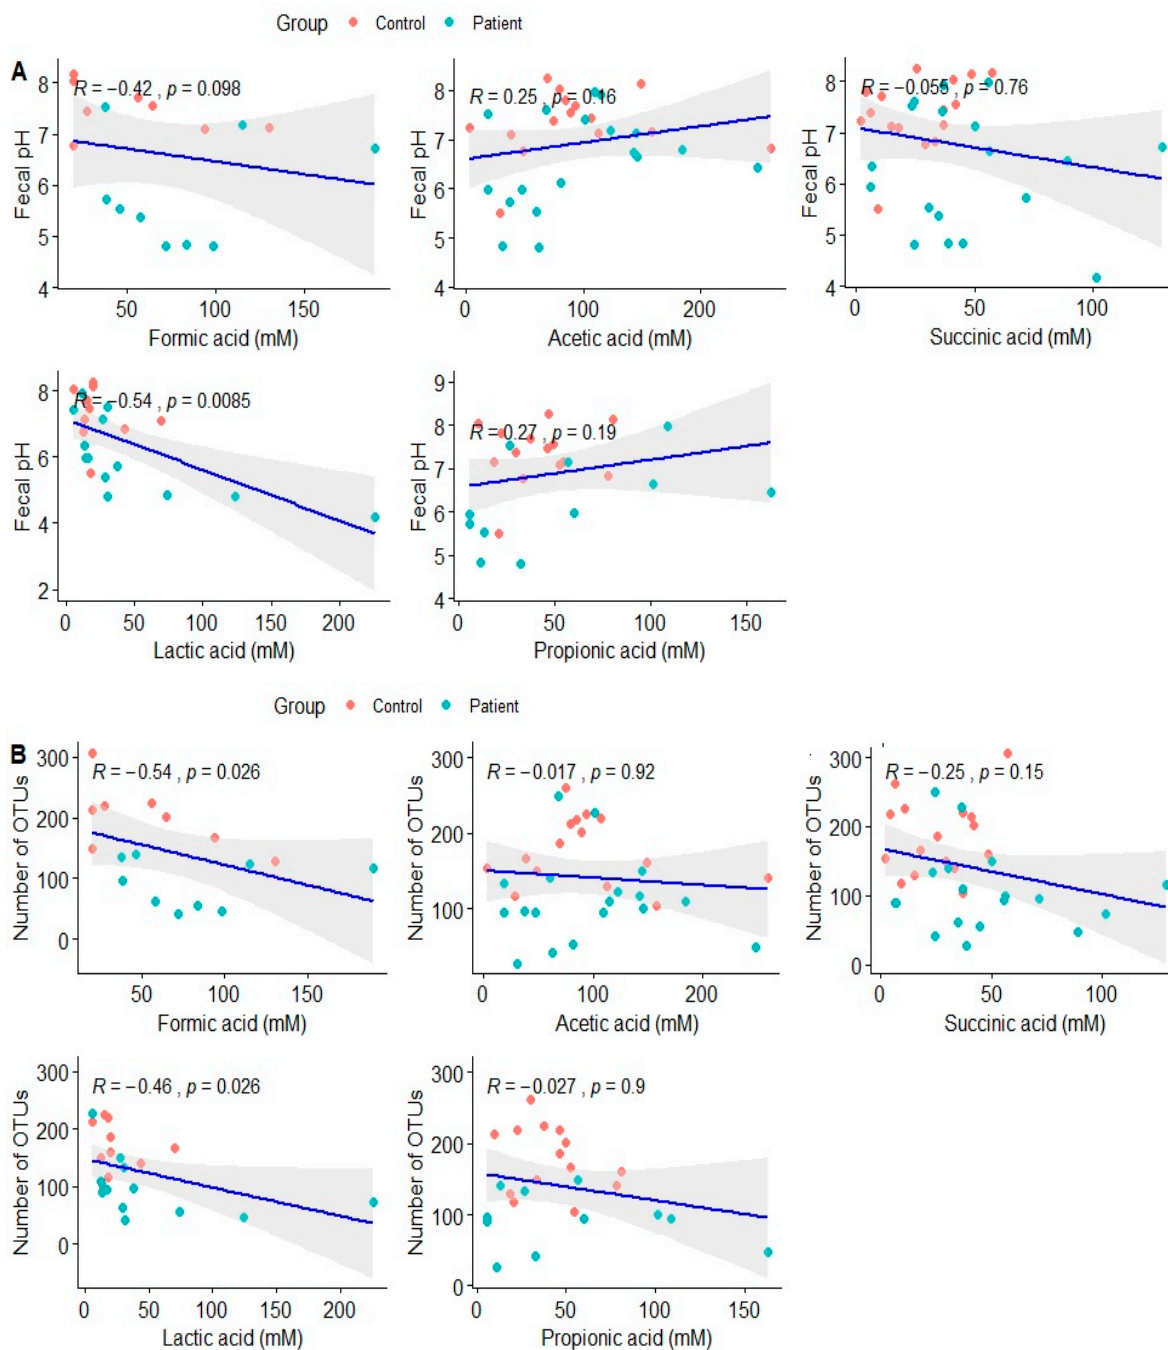 Group Control Patient
A
R = −0.42 , p = 0.098
Fecal pH
8
7
6
5
4
50 100 150
Formic acid (mM)
R = 0.25 , p = 0.16
Fecal pH
8
7
6
5
4
0 100 200
Acetic acid (mM)
R = −0.055 , p = 0.76
Fecal pH
8
7
6
5
4
0 50 100
Succinic acid (mM)
R = −0.54 , p = 0.0085
Fecal pH
8
6
4
2
0 50 100 150 200
Lactic acid (mM)
R = 0.27 , p = 0.19
Fecal pH
9
8
7
6
5
4
0 50 100 150
Propionic acid (mM)
Group Control Patient
B
R = −0.54 , p = 0.026
Number of OTUs
300
200
100
0
50 100 150
Formic acid (mM)
R = −0.017 , p = 0.92
Number of OTUs
300
200
100
0 100 200
Acetic acid (mM)
R = −0.25 , p = 0.15
Number of OTUs
300
200
100
0
0 50 100
Succinic acid (mM)
R = −0.46 , p = 0.026
Number of OTUs
300
200
100
0
0 50 100 150 200
Lactic acid (mM)
R = −0.027 , p = 0.9
Number of OTUs
300
200
100
0
0 50 100 150
Propionic acid (mM)